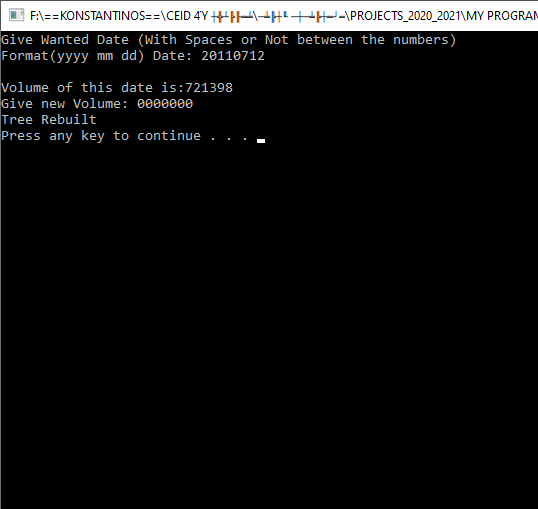 F:\==KONSTANTINOS==\CEID 4Ύ \PROJECTS_2020_2021\MY PROGRAM
Give Wanted Date (With Spaces or Not between the numbers)
Format(yyyy mm dd) Date: 20110712
Volume of this date is:721398
Give new Volume: 0000000
Tree Rebuilt
Press any key to continue . . .